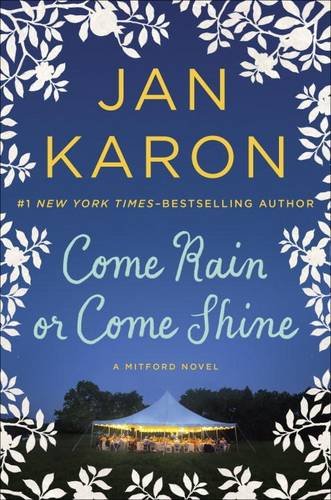 JAN
KARON
#1 NEW YORK TIMES–BESTSELLING AUTHOR
Come Rain
or Come Shine
A MITFORD NOVEL